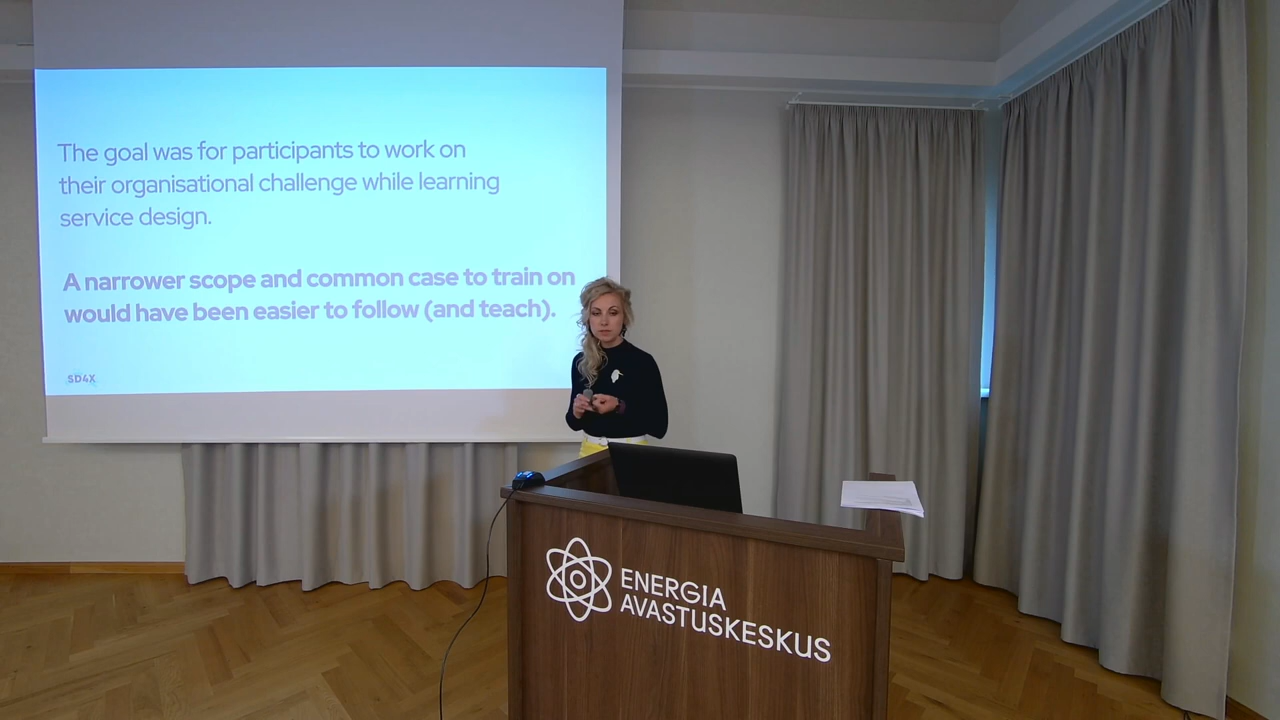 The goal was for participants to work on
their organisational challenge while learning
service design.
A narrower scope and common case to train on
would have been easier to follow (and teach).
SD4X
ENERGIA
AVASTUSKESKUS